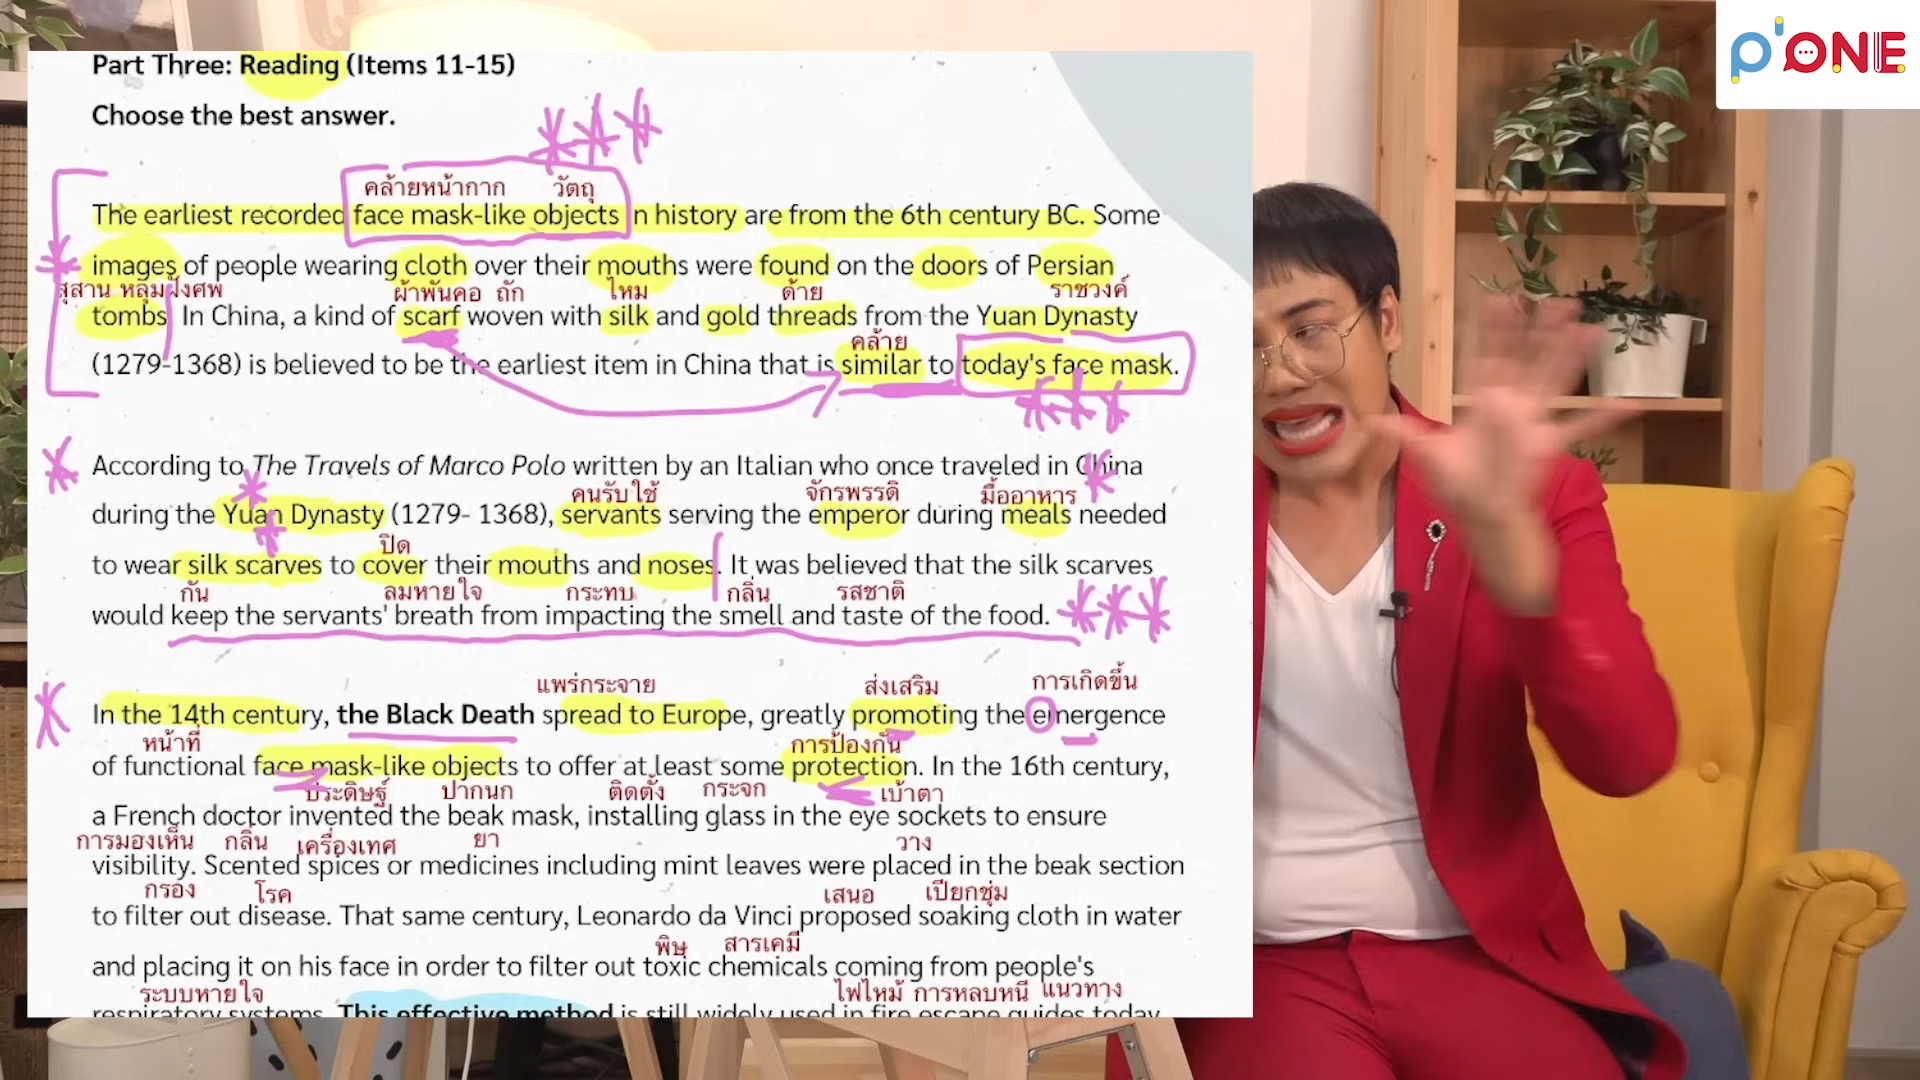 p'ONE
Part Three: Reading (Items 11-15)
Choose the best answer.
คล้ายหน้ากาก วัตถุ
The earliest recorded face mask-like objects in history are from the 6th century BC. Some
images of people wearing cloth over their mouths were found on the doors of Persian
สุสาน หลุมฝังศพ ผ้าพันคอ ถัก ไหม ด้าย ราชวงค์
tombs. In China, a kind of scarf woven with silk and gold threads from the Yuan Dynasty
คล้าย
(1279-1368) is believed to be the earliest item in China that is similar to today's face mask.
According to The Travels of Marco Polo written by an Italian who once traveled in China
คนรับใช้ จักรพรรดิ มื้ออาหาร
during the Yuan Dynasty (1279- 1368), servants serving the emperor during meals needed
ปิด
to wear silk scarves to cover their mouths and noses. It was believed that the silk scarves
กัน ลมหายใจ กระทบ กลิ่น รสชาติ
would keep the servants' breath from impacting the smell and taste of the food.
แพร่กระจาย ส่งเสริม การเกิดขึ้น
In the 14th century, the Black Death spread to Europe, greatly promoting the emergence
หน้าที่ การป้องกัน
of functional face mask-like objects to offer at least some protection. In the 16th century,
ประดิษฐ์ ปากนก ติดตั้ง กระจก เบ้าตา
a French doctor invented the beak mask, installing glass in the eye sockets to ensure
การมองเห็น กลิ่น เครื่องเทศ ยา วาง
visibility. Scented spices or medicines including mint leaves were placed in the beak section
กรอง โรค เสนอ เปียกชุ่ม
to filter out disease. That same century, Leonardo da Vinci proposed soaking cloth in water
พิษ สารเคมี
and placing it on his face in order to filter out toxic chemicals coming from people's
ระบบหายใจ ไฟไหม้ การหลบหนี แนวทาง
respiratory systems. This effective method is still widely used in fire escape guides today.